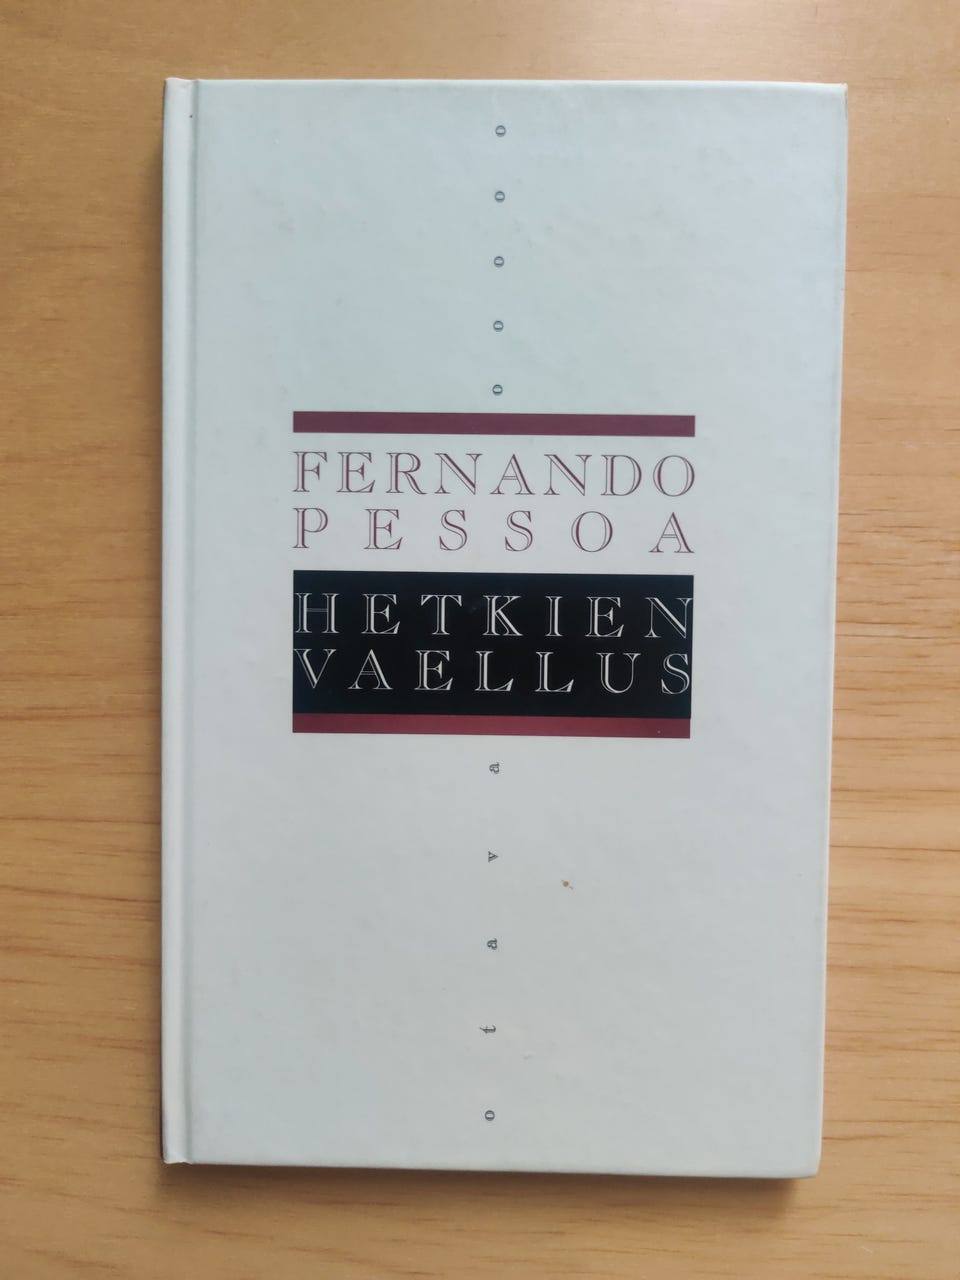 o o o o o
FERNANDO
PESSOA
HETKIEN
VAELLUS
otava